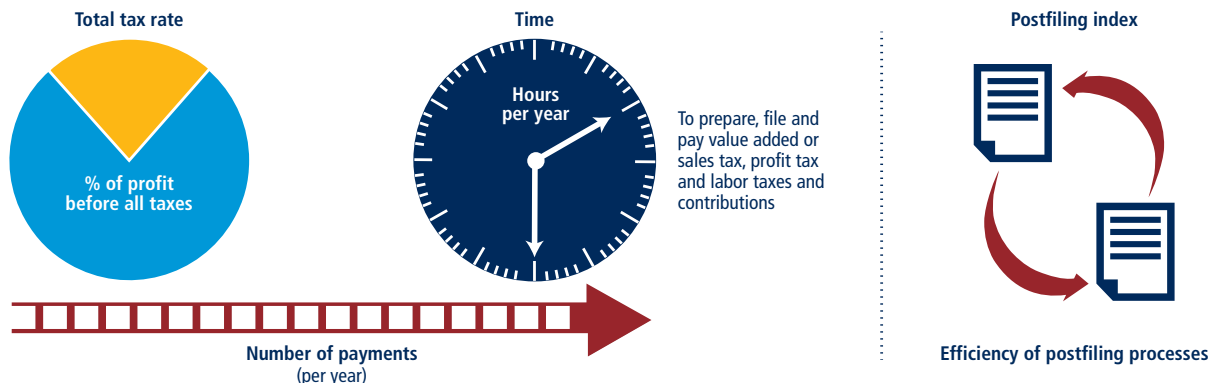 Total tax rate
% of profit
before all taxes
Time
Hours
per year
To prepare, file and
pay value added or
sales tax, profit tax
and labor taxes and
contributions
Number of payments
(per year)
Postfiling index
Efficiency of postfiling processes